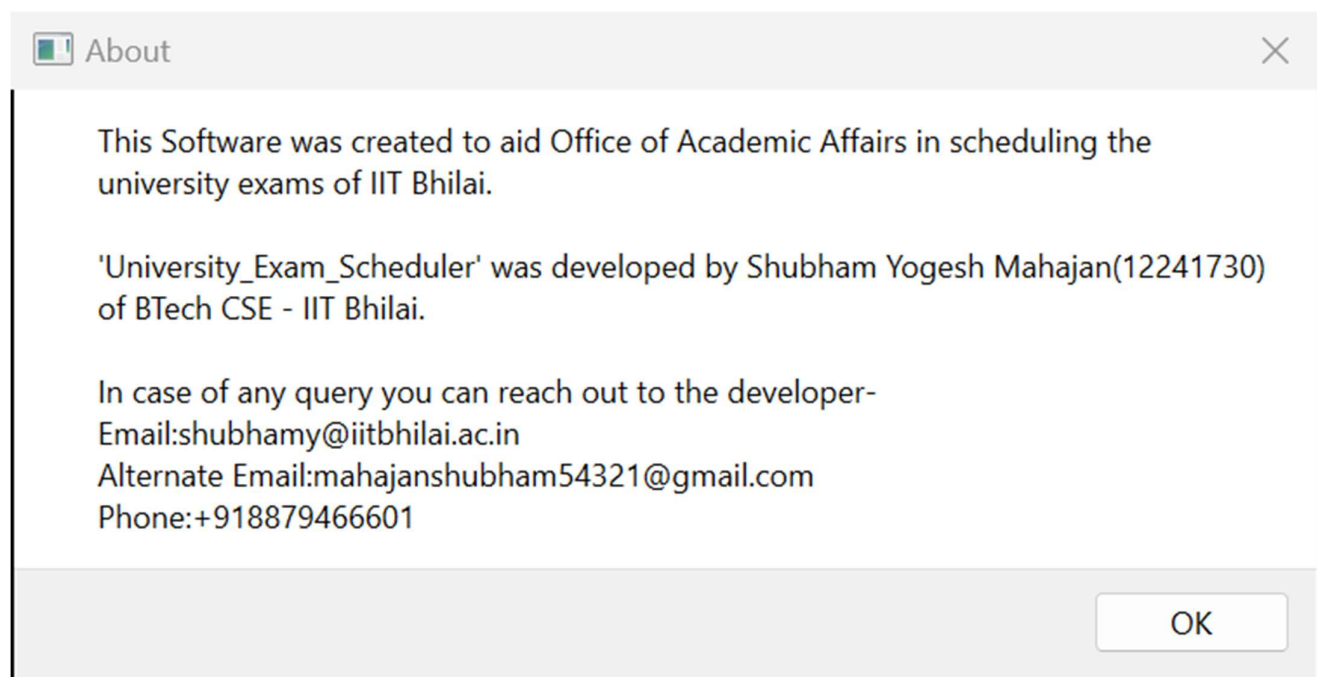 About
This Software was created to aid Office of Academic Affairs in scheduling the
university exams of IIT Bhilai.
'University_Exam_Scheduler' was developed by Shubham Yogesh Mahajan(12241730)
of BTech CSE - IIT Bhilai.
In case of any query you can reach out to the developer-
Email:shubhamy@iitbhilai.ac.in
Alternate Email:mahajanshubham54321@gmail.com
Phone:+918879466601
OK